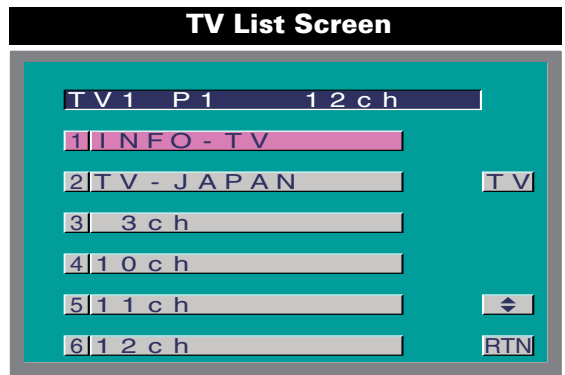 TV List Screen
TV1 P1 12ch
1 INFO-TV
2 TV-JAPAN TV
3 3ch
4 10ch
5 11ch
6 12ch RTN